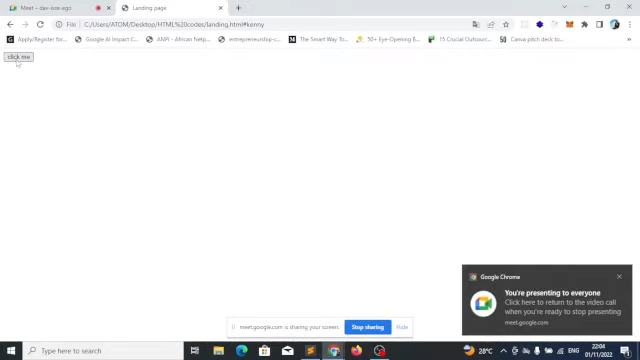 Meet – dev-isre-ego
Landing page
File
C:/Users/ATOM/Desktop/HTML%20codes/landing.html#kenny
Apply/Register for
Google AI Impact C...
ANPI - African Netp...
entrepreneurship-c...
The Smart Way To...
50+ Eye-Opening B...
15 Crucial Outsour...
Canva pitch deck to...
click me
Google Chrome
You're presenting to everyone
Click here to return to the video call
when you're ready to stop presenting
meet.google.com
meet.google.com is sharing your screen.
Stop sharing
Hide
Type here to search
28°C
ENG
22:04
01/11/2022